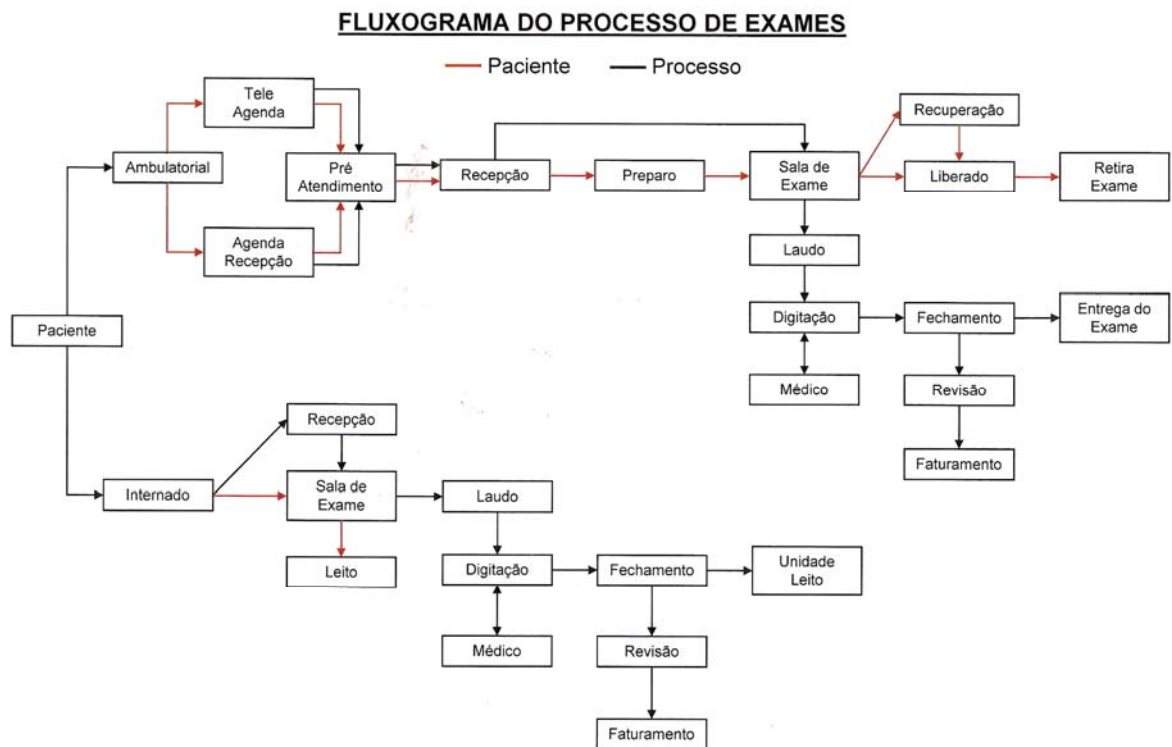 FLUXOGRAMA DO PROCESSO DE EXAMES
Paciente
Processo
Tele
Agenda
Ambulatorial
Agenda
Recepção
Pré
Atendimento
Recepção
Preparo
Sala de
Exame
Recuperação
Liberado
Retira
Exame
Laudo
Digitação
Fechamento
Entrega do
Exame
Médico
Revisão
Faturamento
Paciente
Internado
Recepção
Sala de
Exame
Leito
Laudo
Digitação
Fechamento
Unidade
Leito
Médico
Revisão
Faturamento